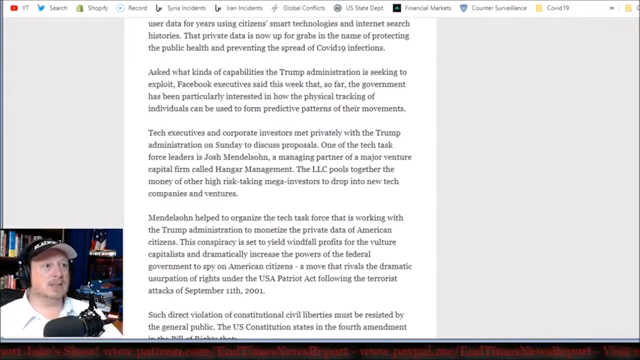 YT Search Recon Syria Incidents Iran Incidents Global Conflicts US State Dept. Financial Markets Counter Surveillance Covid19
user data for years using citizens' smart technologies and internet search
histories. That private data is now up for grabs in the name of protecting
the public health and preventing the spread of Covid19 infections.
Asked what kinds of capabilities the Trump administration is seeking to
exploit, Facebook executives said this week that, so far, the government
has been particularly interested in how the physical tracking of
individuals can be used to form predictive patterns of their movements.
Tech executives and corporate investors met privately with the Trump
administration on Sunday to discuss proposals. One of the tech task
force leaders is Josh Mendelsohn, a managing partner of a major venture
capital firm called Hangar Management. The LLC pools together the
money of other high risk-taking mega-investors to drop into new tech
companies and ventures.
Mendelsohn helped to organize the tech task force that is working with
the Trump administration to monetize the private data of American
citizens. This conspiracy is set to yield windfall profits for the vulture
capitalists and dramatically increase the powers of the federal
government to spy on American citizens - a move that rivals the dramatic
usurpation of rights under the USA Patriot Act following the terrorist
attacks of September 11th, 2001.
Such direct violation of constitutional civil liberties must be resisted by
the general public. The US Constitution states in the fourth amendment
in the Bill of Rights that:
ort Jake's Show! www.patreon.com/EndTimesNewsReport - www.paypal.me/EndTimesNewsReport - Visit